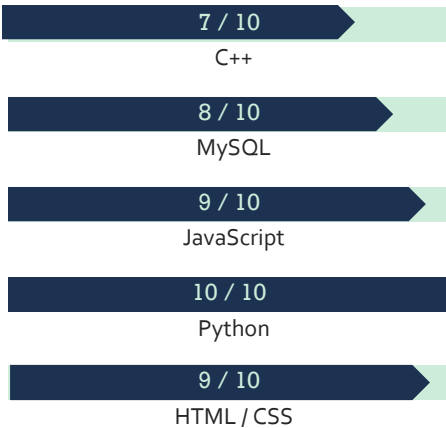 7 / 10
C++
8 / 10
MySQL
9 / 10
JavaScript
10 / 10
Python
9 / 10
HTML / CSS